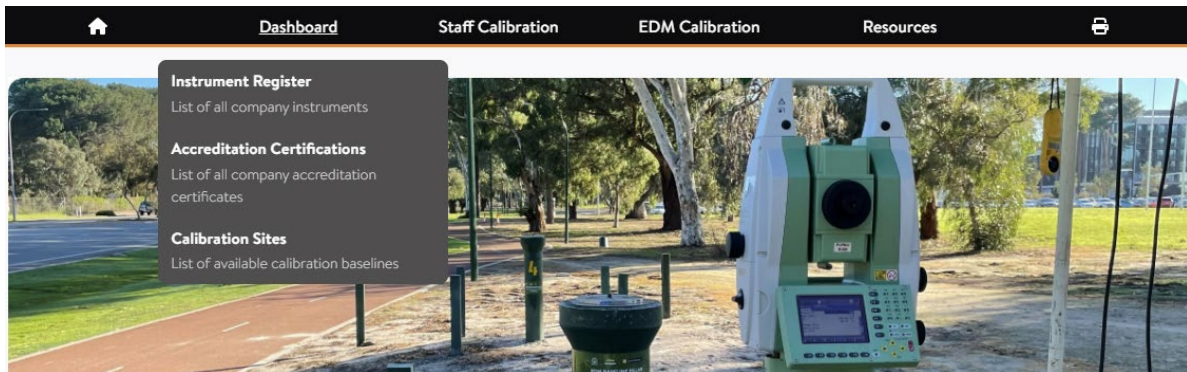 Dashboard
Staff Calibration
EDM Calibration
Resources
Instrument Register
List of all company instruments
Accreditation Certifications
List of all company accreditation
certificates
Calibration Sites
List of available calibration baselines
4